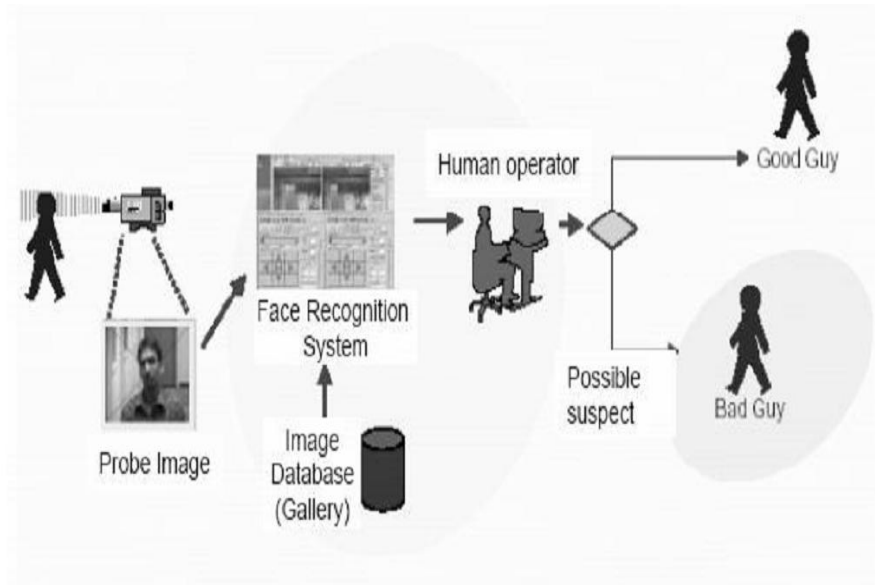 Human operator
Good Guy
Face Recognition
System
Possible
suspect
Bad Guy
Probe Image
Image
Database
(Gallery)